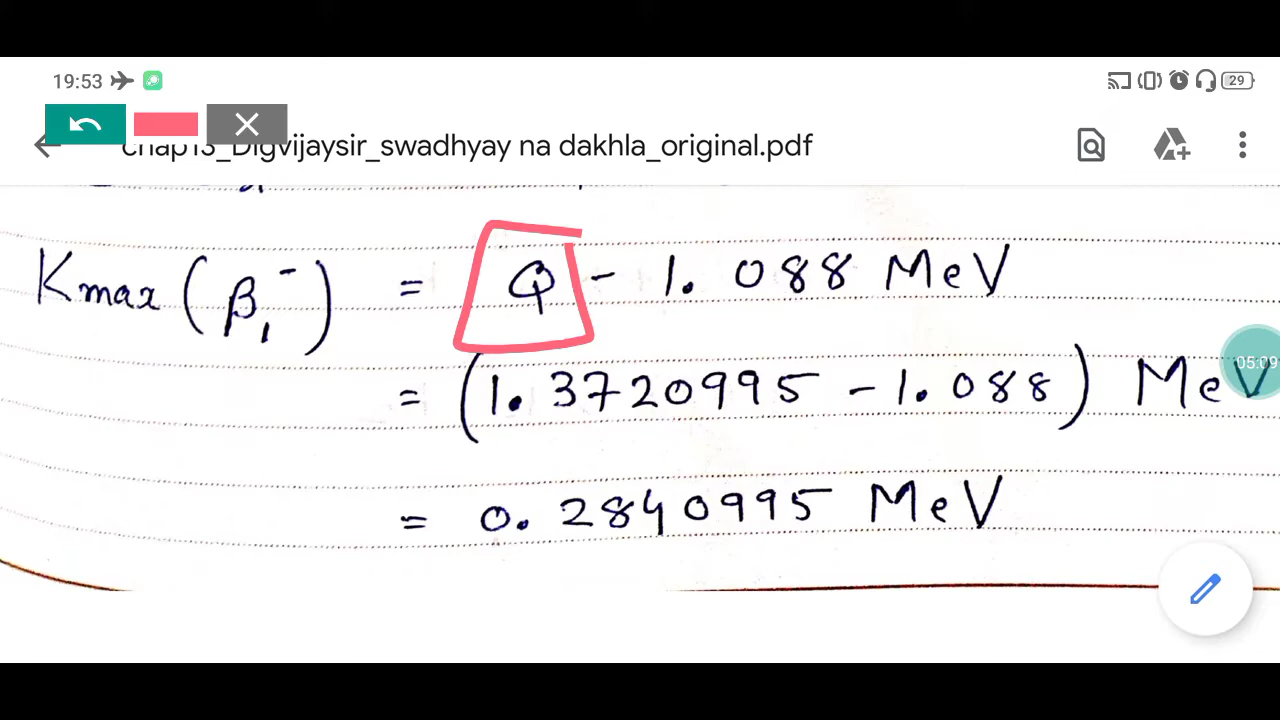 19:53
29
chap13_Digvijaysir_swadhyay na dakhla_original.pdf
Kmax (β₁⁻) = Q - 1.088 MeV
05:09
= (1.3720995 - 1.088) MeV
= 0.2840995 MeV